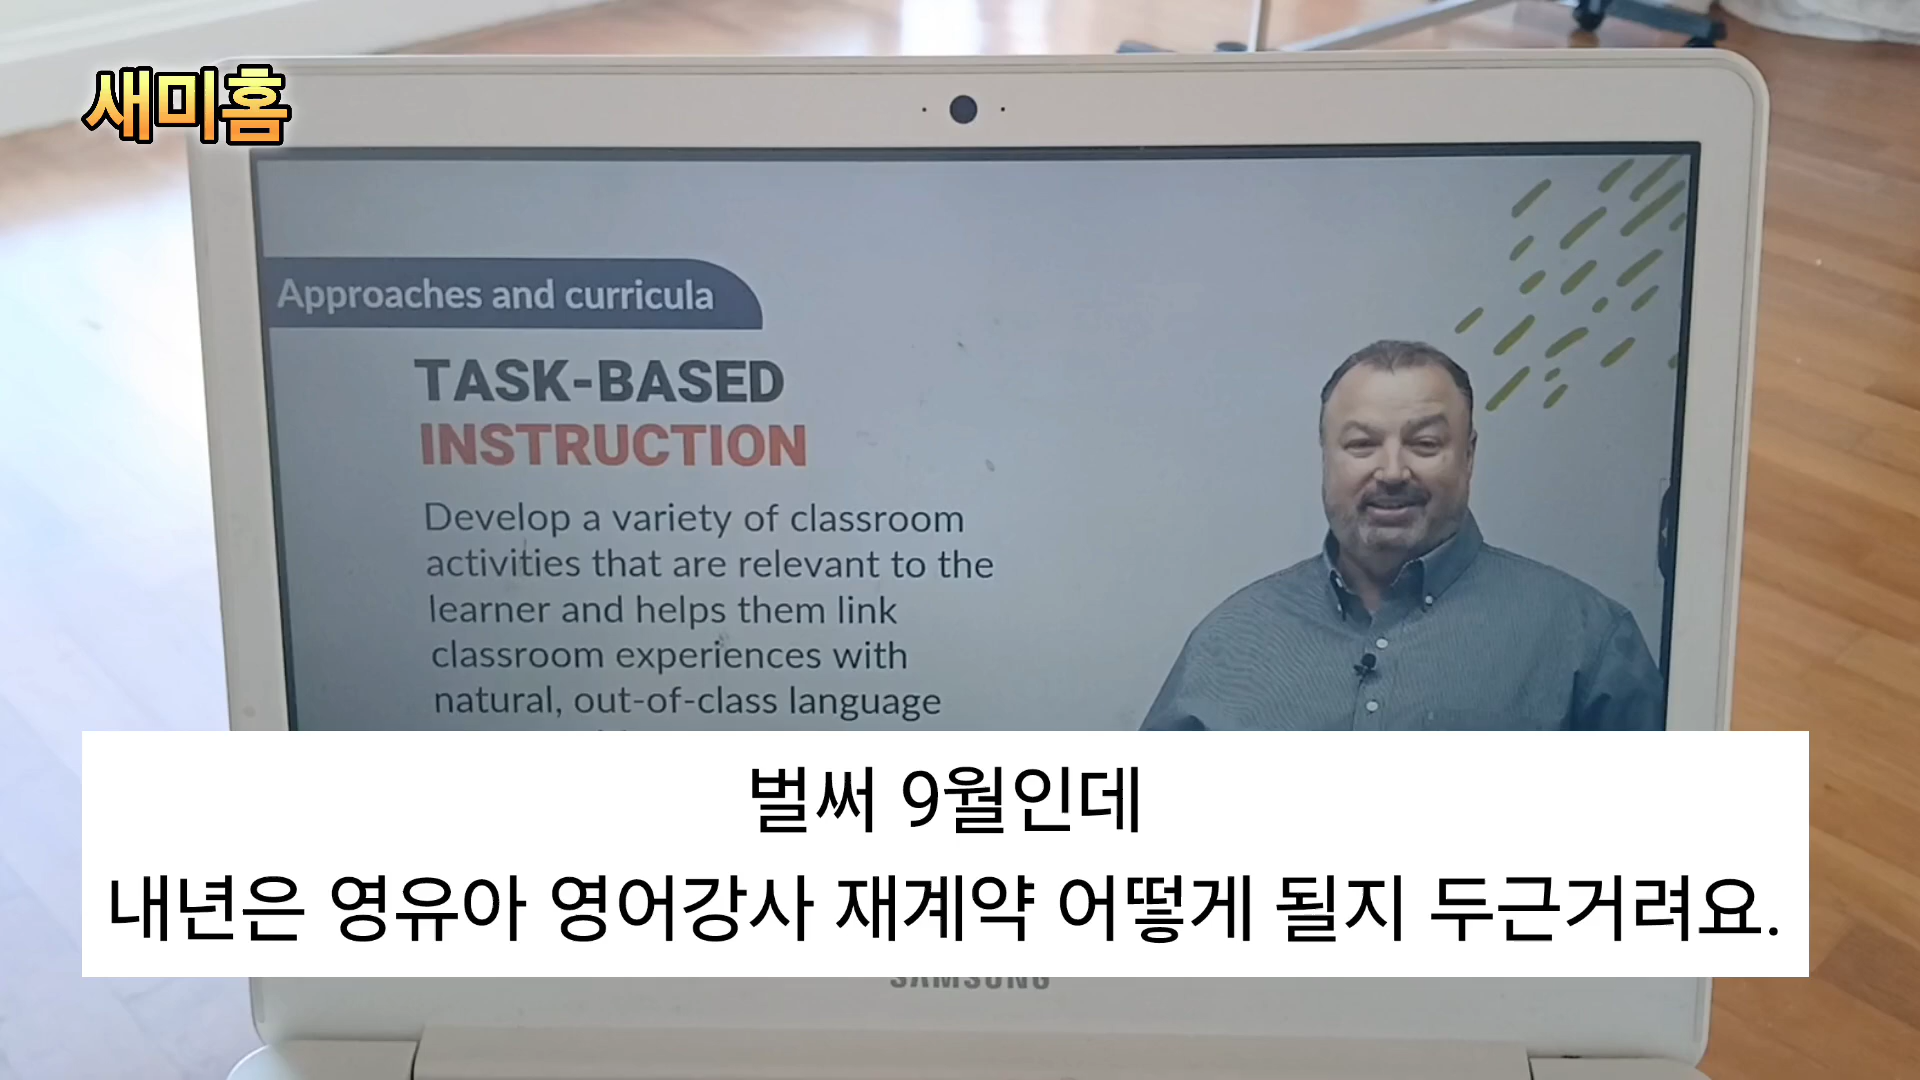 새미홈
Approaches and curricula
TASK-BASED
INSTRUCTION
Develop a variety of classroom
activities that are relevant to the
learner and helps them link
classroom experiences with
natural, out-of-class language
벌써 9월인데
내년은 영유아 영어강사 재계약 어떻게 될지 두근거려요.
SAMSUNG